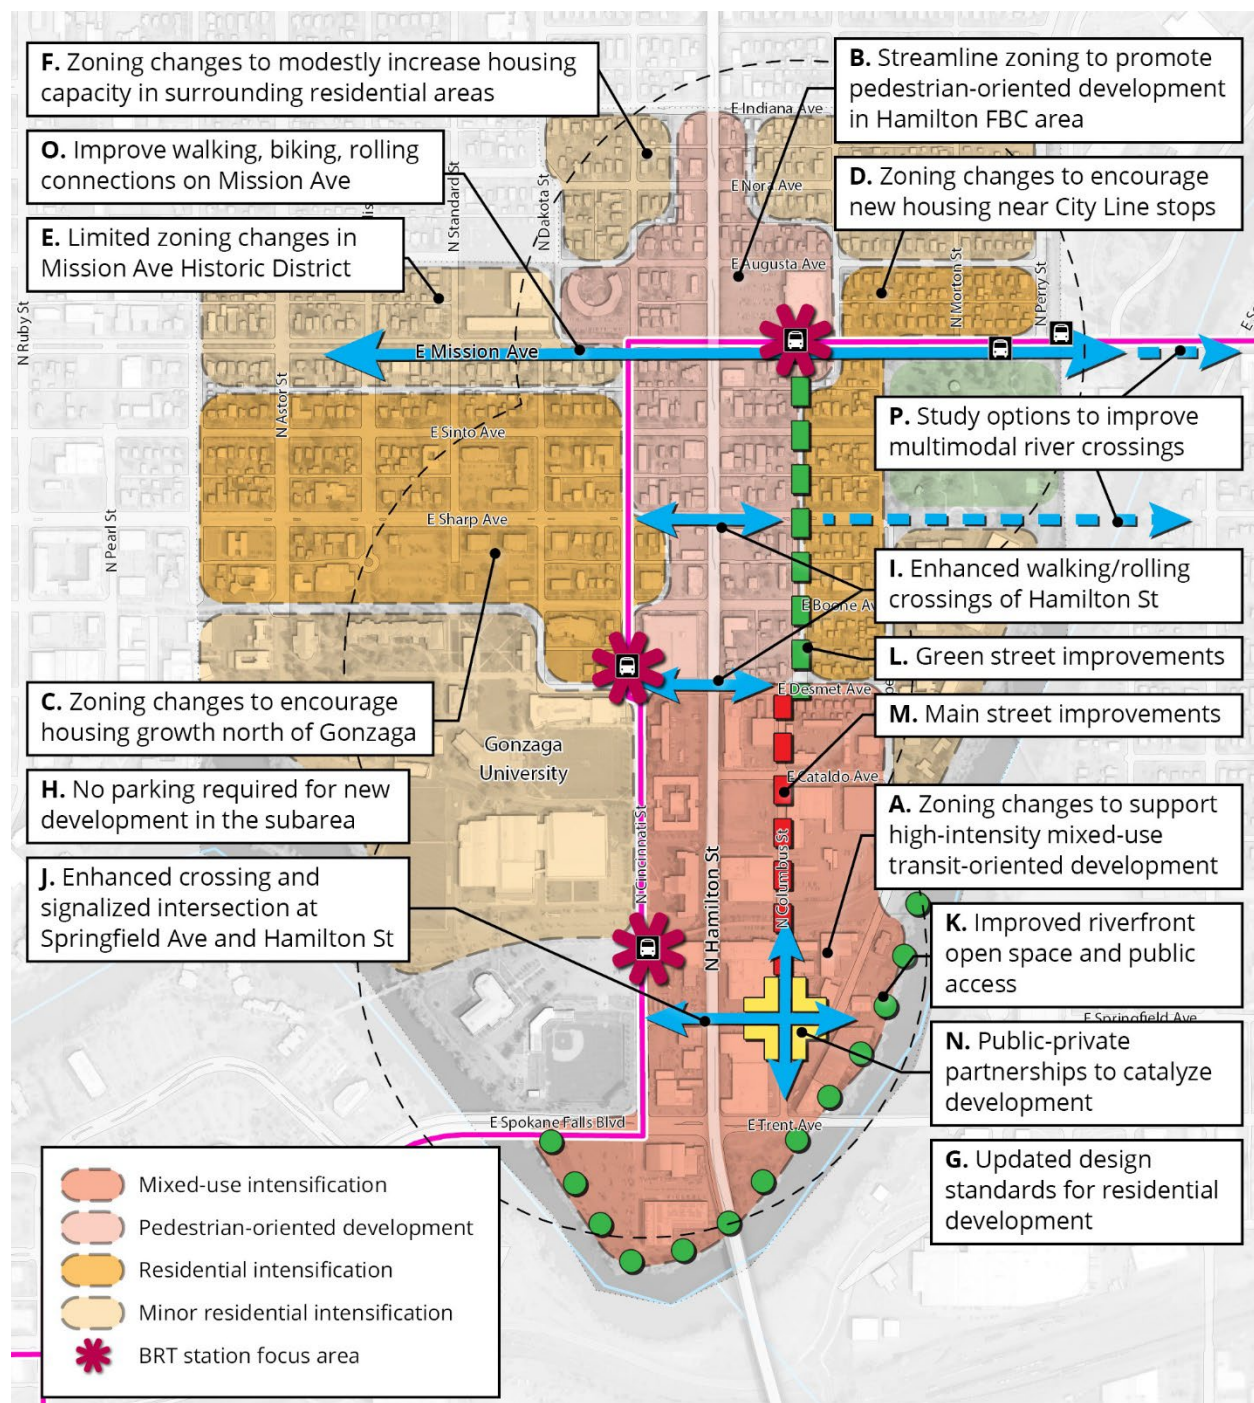 F. Zoning changes to modestly increase housing
capacity in surrounding residential areas
B. Streamline zoning to promote
pedestrian-oriented development
in Hamilton FBC area
E Indiana Ave
O. Improve walking, biking, rolling
connections on Mission Ave
D. Zoning changes to encourage
new housing near City Line stops
E Nora Ave
N Standard St
N Dakota St
E. Limited zoning changes in
Mission Ave Historic District
E Augusta Ave
N Morton St
N Perry St
N Ruby St
E Mission Ave
N Astor St
E Sinto Ave
P. Study options to improve
multimodal river crossings
N Pearl St
E Sharp Ave
I. Enhanced walking/rolling
crossings of Hamilton St
E Boone Av
L. Green street improvements
E Desmet Ave
C. Zoning changes to encourage
housing growth north of Gonzaga
M. Main street improvements
Gonzaga
University
E Cataldo Ave
H. No parking required for new
development in the subarea
A. Zoning changes to support
high-intensity mixed-use
transit-oriented development
N Cincinnati St
N Hamilton St
N Columbus St
J. Enhanced crossing and
signalized intersection at
Springfield Ave and Hamilton St
K. Improved riverfront
open space and public
access
E Springfield Ave
N. Public-private
partnerships to catalyze
development
E Spokane Falls Blvd
E Trent Ave
G. Updated design
standards for residential
development
Mixed-use intensification
Pedestrian-oriented development
Residential intensification
Minor residential intensification
BRT station focus area